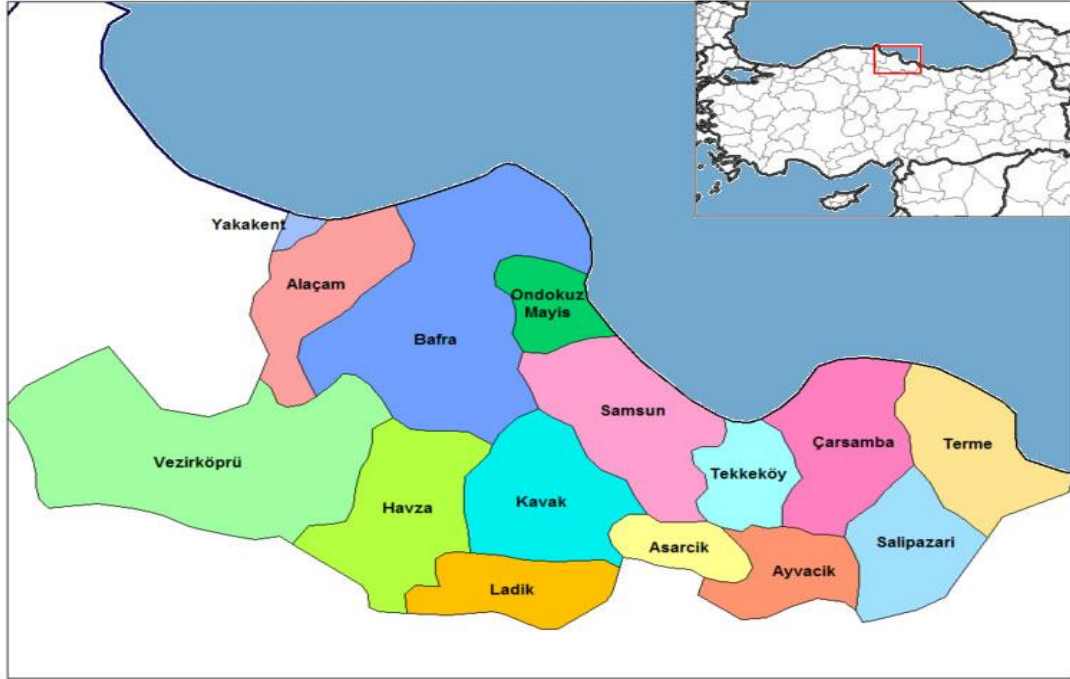 Yakakent
Alaçam
Ondokuz
Mayis
Bafra
Samsun
Çarsamba
Terme
Vezirköprü
Tekkeköy
Havza
Kavak
Salipazari
Asarcik
Ayvacik
Ladik